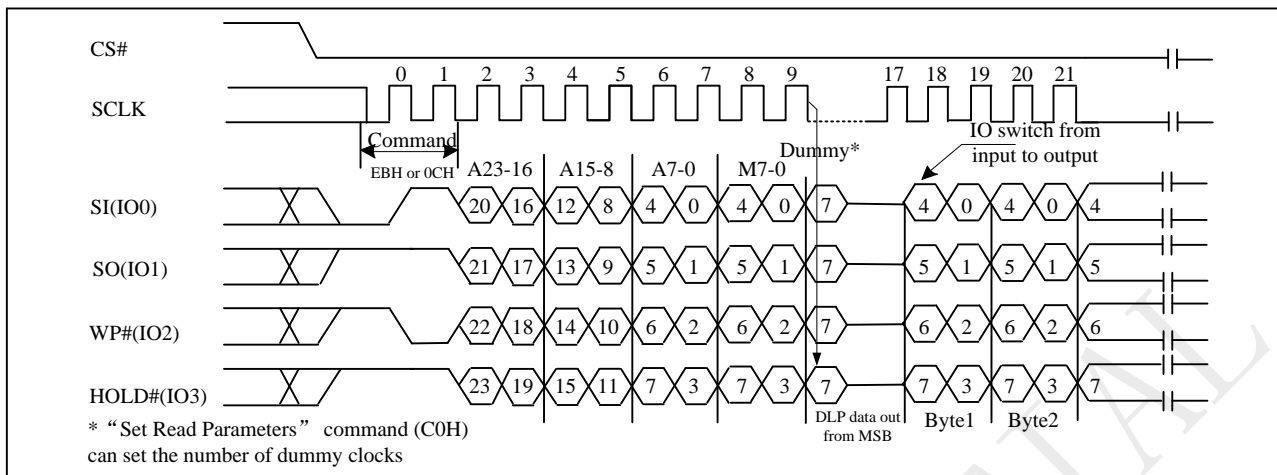 CS#
0 1 2 3 4 5 6 7 8 9 17 18 19 20 21
SCLK
Command
EBH or 0CH
A23-16 A15-8 A7-0 M7-0
Dummy*
IO switch from
input to output
SI(IO0) 20 16 12 8 4 0 4 0 7 4 0 4 0 4
SO(IO1) 21 17 13 9 5 1 5 1 7 5 1 5 1 5
WP#(IO2) 22 18 14 10 6 2 6 2 7 6 2 6 2 6
HOLD#(IO3) 23 19 15 11 7 3 7 3 7 7 3 7 3 7
DLP data out
from MSB
Byte1 Byte2
* “Set Read Parameters” command (C0H)
can set the number of dummy clocks